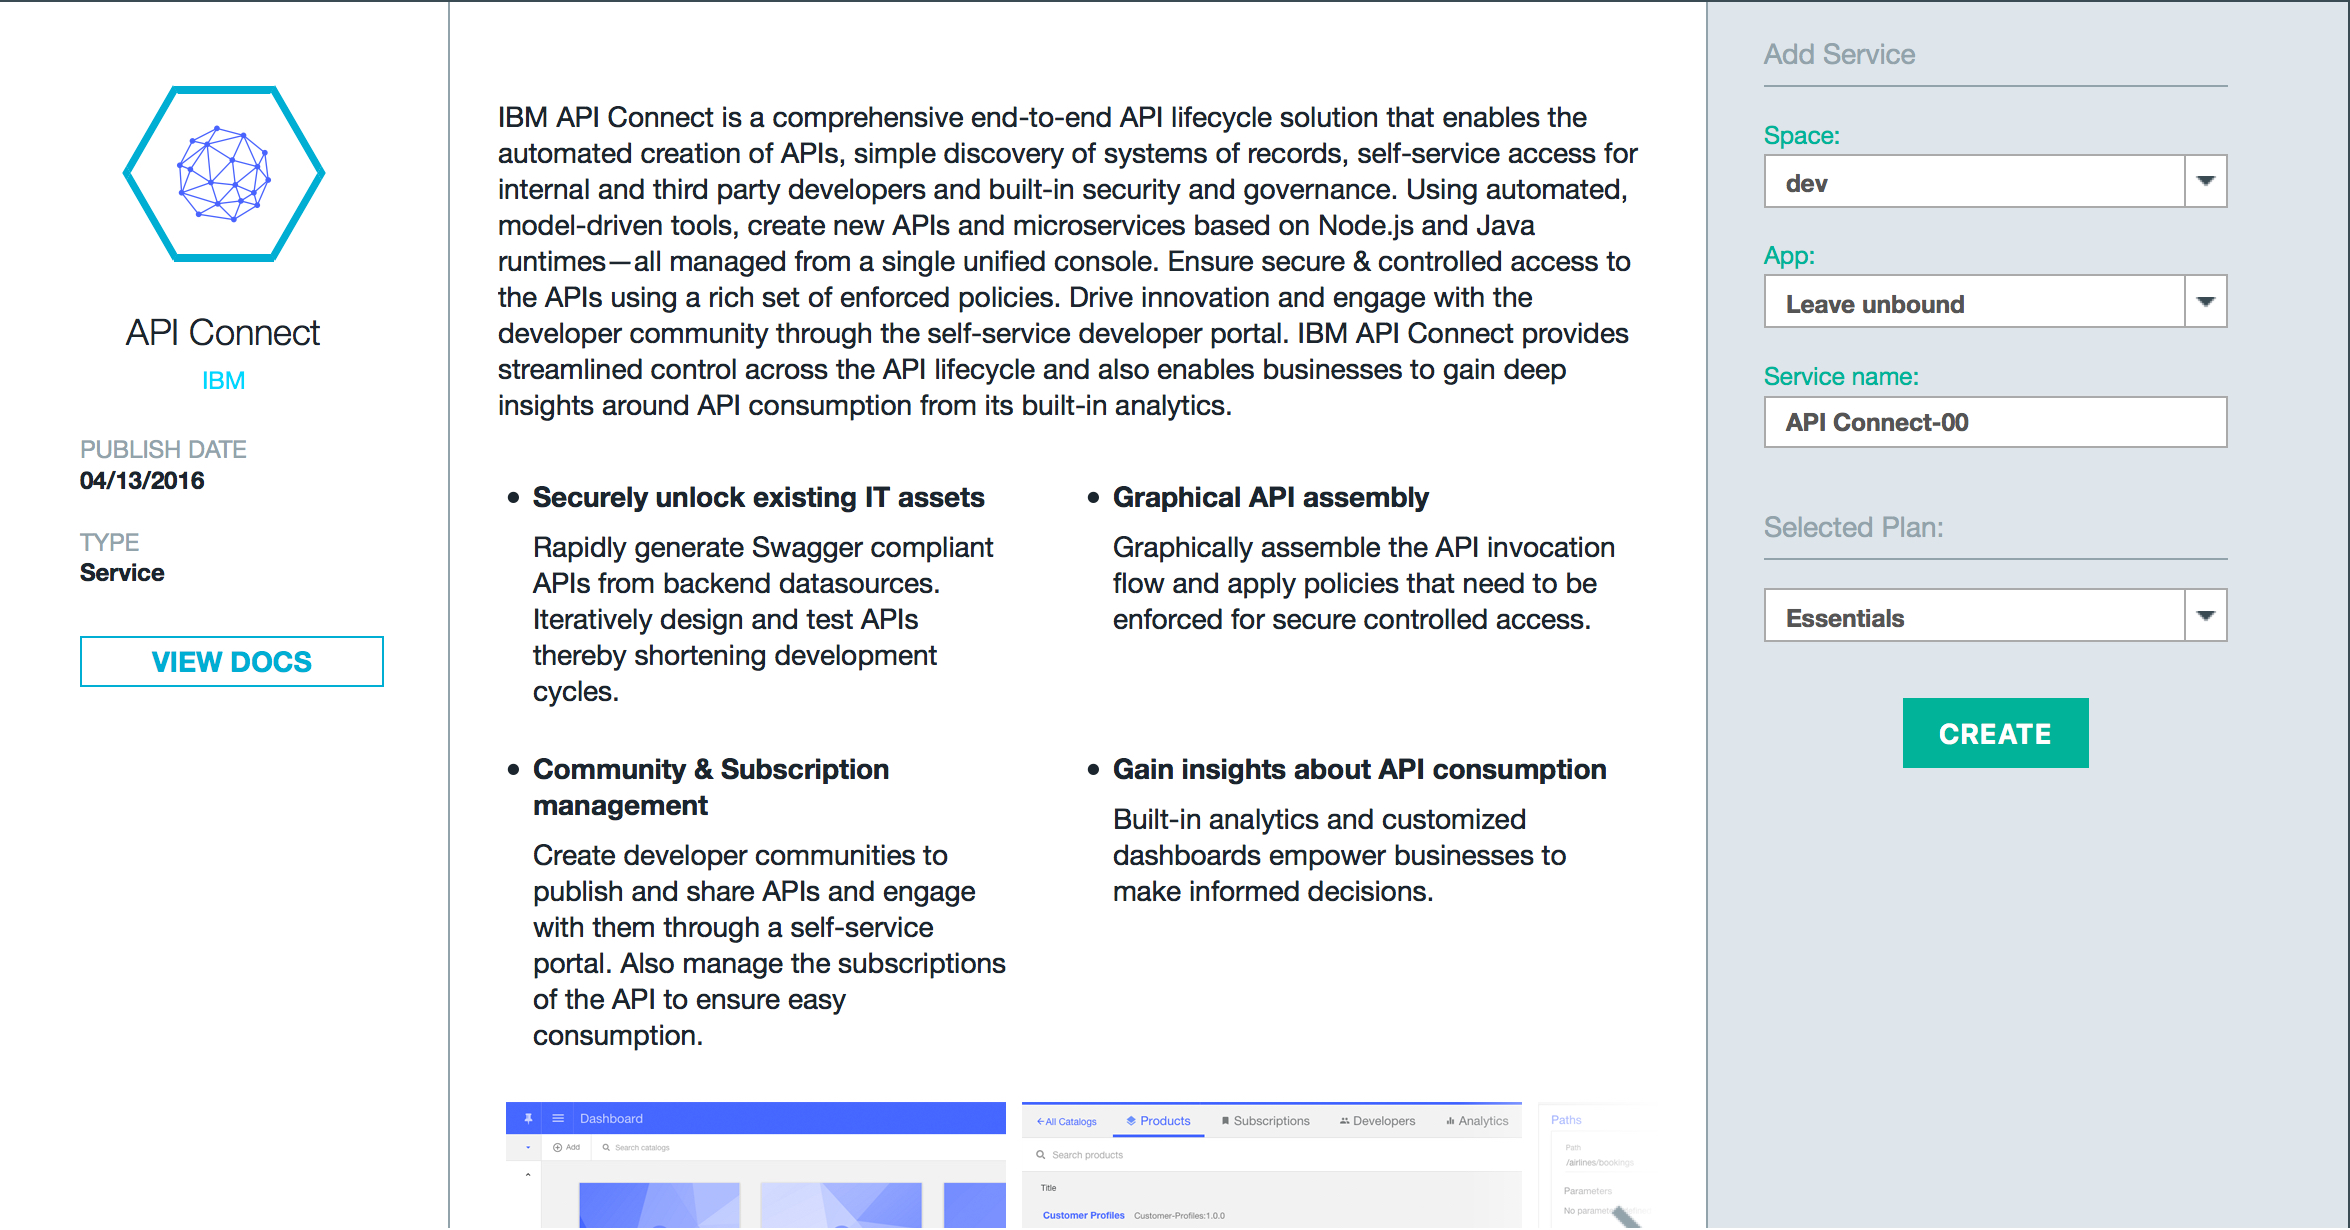 API Connect
IBM
PUBLISH DATE
04/13/2016
TYPE
Service
VIEW DOCS
IBM API Connect is a comprehensive end-to-end API lifecycle solution that enables the
automated creation of APIs, simple discovery of systems of records, self-service access for
internal and third party developers and built-in security and governance. Using automated,
model-driven tools, create new APIs and microservices based on Node.js and Java
runtimes—all managed from a single unified console. Ensure secure & controlled access to
the APIs using a rich set of enforced policies. Drive innovation and engage with the
developer community through the self-service developer portal. IBM API Connect provides
streamlined control across the API lifecycle and also enables businesses to gain deep
insights around API consumption from its built-in analytics.
• Securely unlock existing IT assets
Rapidly generate Swagger compliant
APIs from backend datasources.
Iteratively design and test APIs
thereby shortening development
cycles.
• Graphical API assembly
Graphically assemble the API invocation
flow and apply policies that need to be
enforced for secure controlled access.
• Community & Subscription
management
Create developer communities to
publish and share APIs and engage
with them through a self-service
portal. Also manage the subscriptions
of the API to ensure easy
consumption.
• Gain insights about API consumption
Built-in analytics and customized
dashboards empower businesses to
make informed decisions.
Dashboard
Add Search catalogs
All Catalogs Products Subscriptions Developers Analytics
Search products
Title
Customer Profiles Customer-Profiles:1.0.0
Paths
Path
/airlines/bookings
Parameters
No
Add Service
Space:
dev
App:
Leave unbound
Service name:
API Connect-00
Selected Plan:
Essentials
CREATE